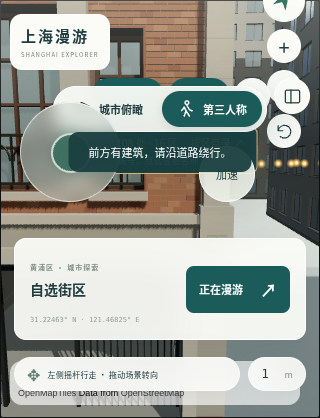 上海漫游
SHANGHAI EXPLORER
+
城市俯瞰
第三人称
前方有建筑，请沿道路绕行。
加速
黄浦区 · 城市探索
自选街区
31.22463° N · 121.46825° E
正在漫游
左侧摇杆行走 · 拖动场景转向
1 m
OpenMapTiles Data from OpenStreetMap